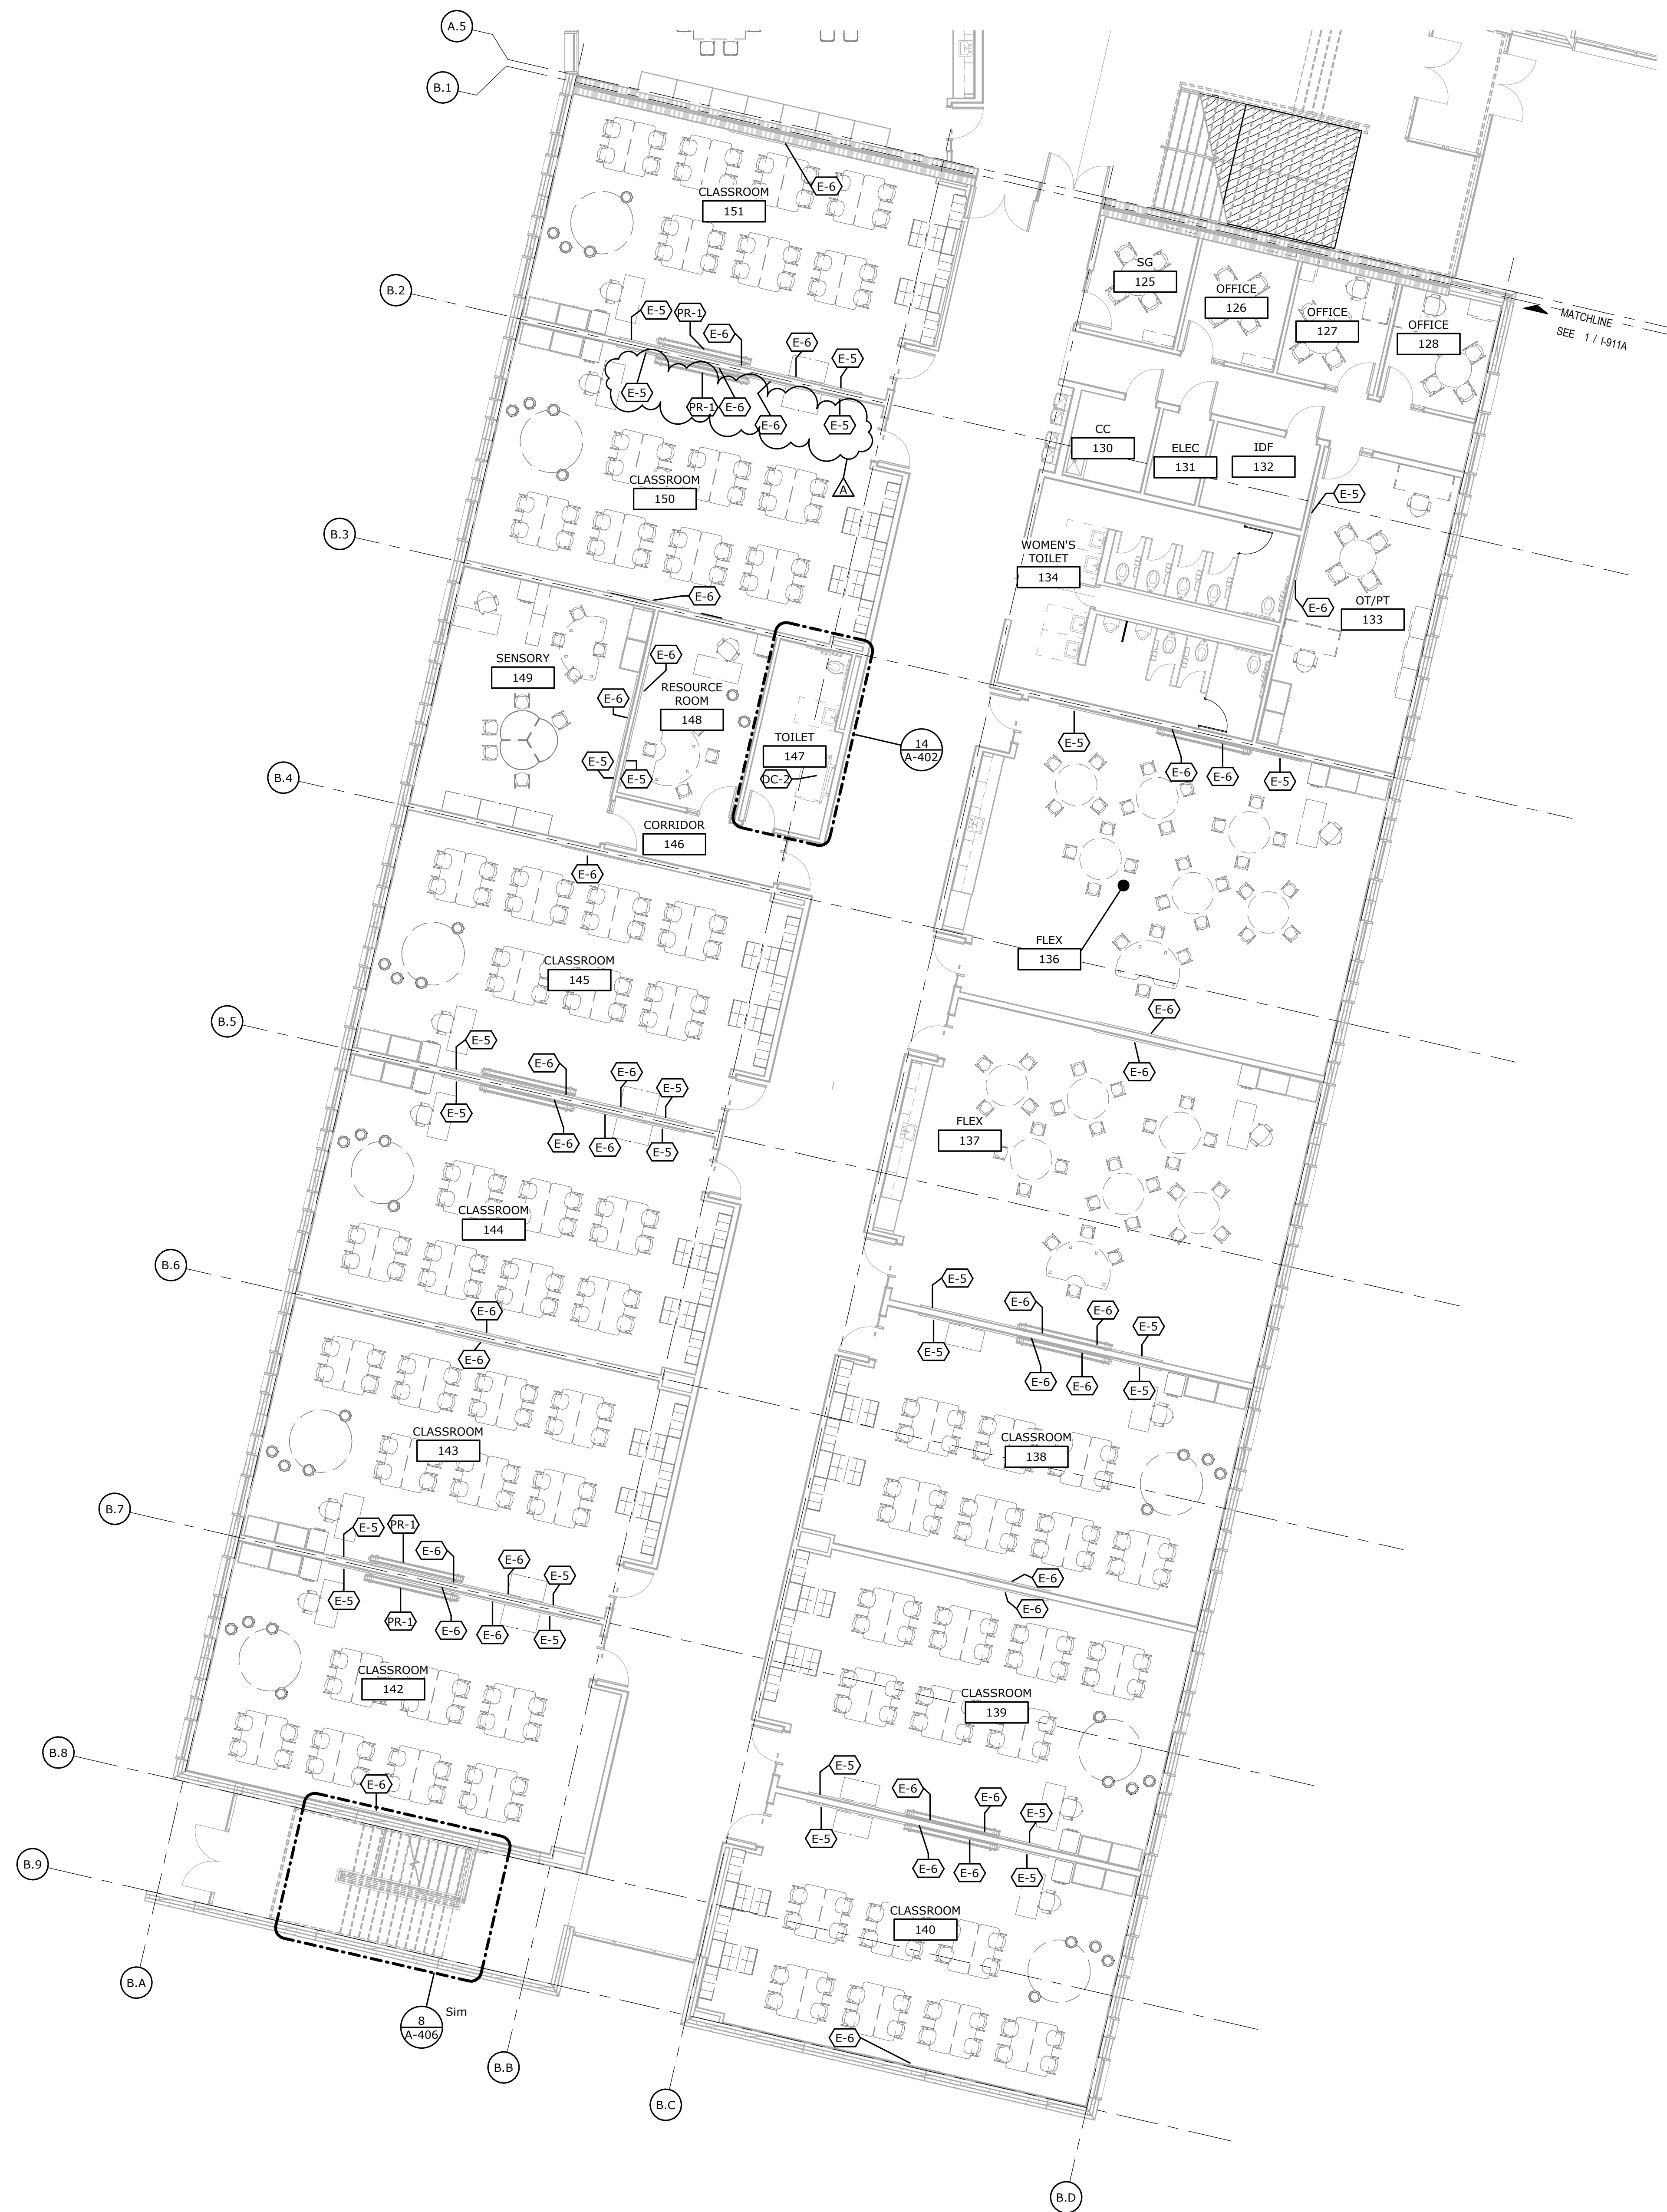 A.5
B.1
E-6
CLASSROOM
151
SG
125
OFFICE
126
OFFICE
127
OFFICE
128
MATCHLINE
SEE 1 / I-911A
B.2
E-5
PR-1
E-6
E-6
E-5
E-5
PR-1
E-6
E-6
E-5
A
CC
130
ELEC
131
IDF
132
CLASSROOM
150
E-5
B.3
WOMEN'S
TOILET
134
E-6
E-6
OT/PT
133
SENSORY
149
E-6
E-6
RESOURCE
ROOM
148
TOILET
147
14
A-402
E-5
E-5
DC-2
E-5
E-6
E-6
E-5
B.4
CORRIDOR
146
E-6
FLEX
136
CLASSROOM
145
B.5
E-5
E-6
E-6
E-5
E-5
E-6
E-6
E-5
E-6
E-6
FLEX
137
CLASSROOM
144
B.6
E-6
E-6
E-5
E-6
E-6
E-5
E-5
E-6
E-6
E-5
CLASSROOM
143
CLASSROOM
138
B.7
E-5
PR-1
E-6
E-6
E-5
E-5
PR-1
E-6
E-6
E-5
E-6
E-6
CLASSROOM
142
CLASSROOM
139
B.8
E-6
E-5
E-6
E-6
E-5
E-5
E-6
E-6
E-5
B.9
CLASSROOM
140
B.A
8
A-406
Sim
E-6
B.B
B.C
B.D